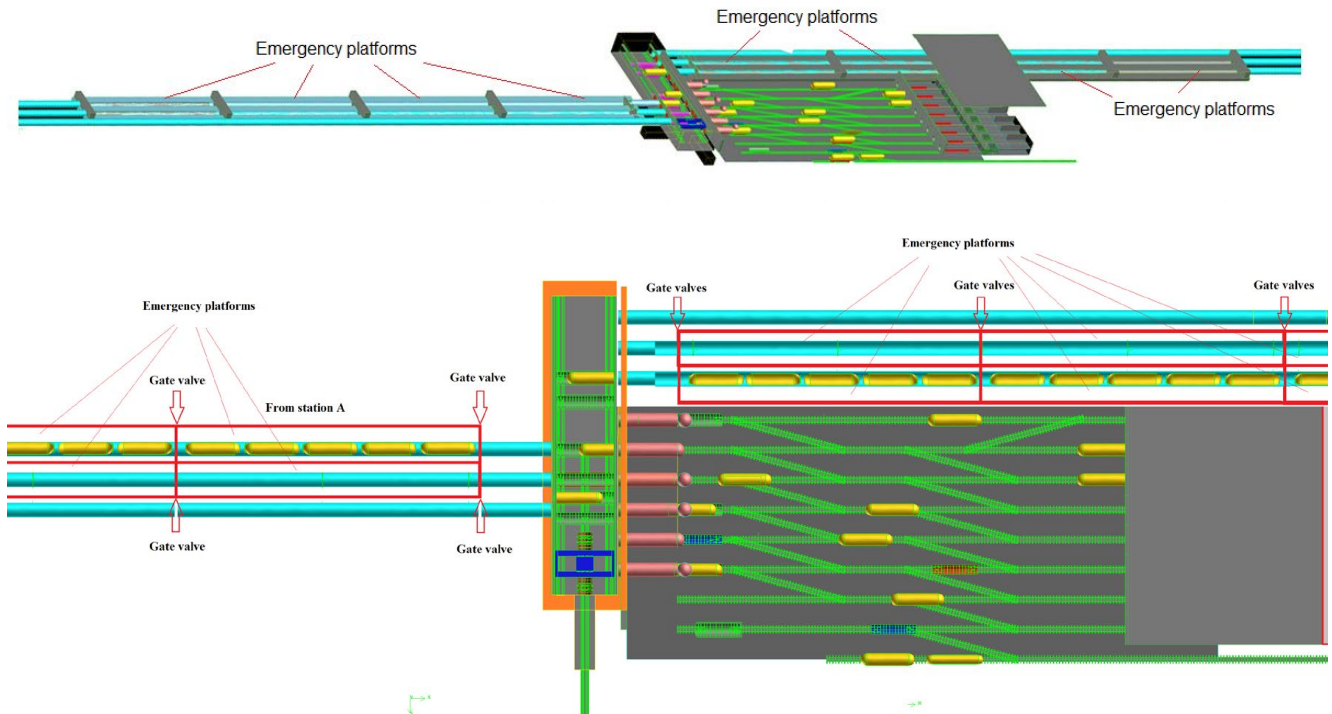 Emergency platforms
Emergency platforms
Emergency platforms
Emergency platforms
Gate valves
Gate valves
Gate valves
Emergency platforms
Gate valve
Gate valve
From station A
Gate valve
Gate valve